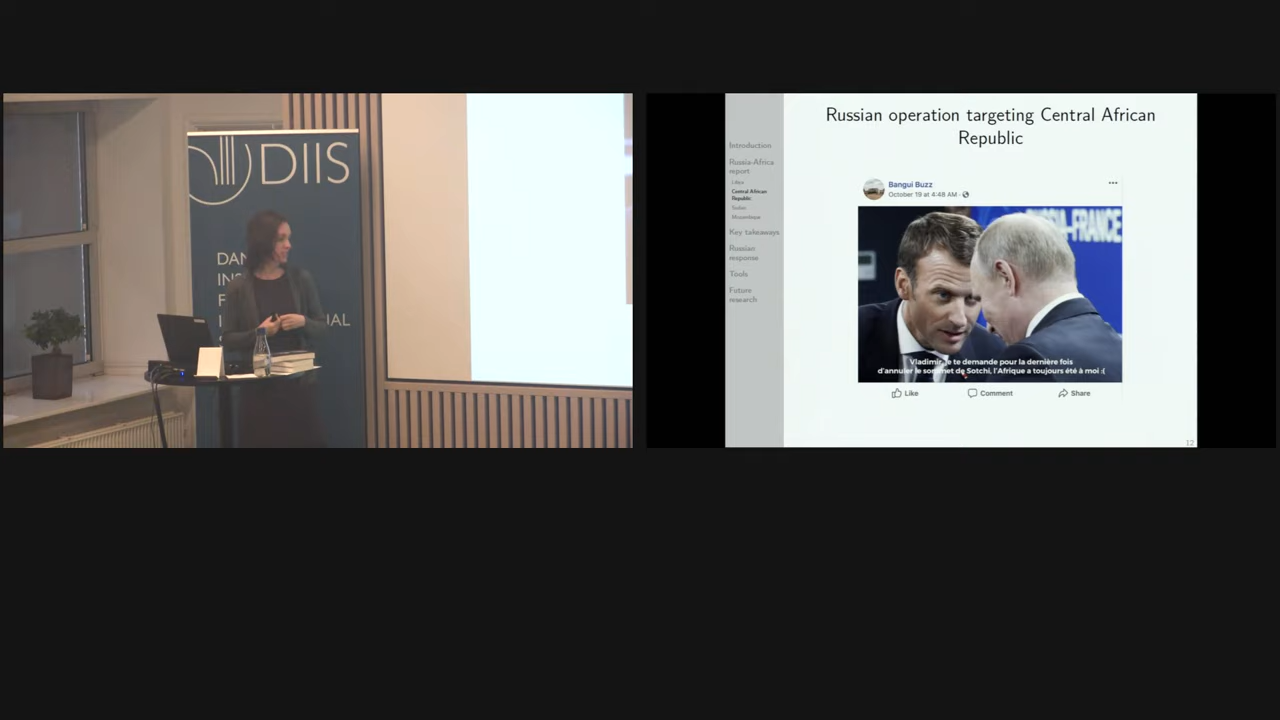 DIIS
DAN
INS
F
I
IAL
Russian operation targeting Central African
Republic
Introduction
Russia-Africa
report
Libya
Central African
Republic
Sudan
Mozambique
Key takeaways
Russian
response
Tools
Future
research
Bangui Buzz
October 19 at 4:48 AM ·
RUSSIA-FRANCE
Vladimir, je te demande pour la dernière fois
d'annuler le sommet de Sotchi, l'Afrique a toujours été à moi :(
Like
Comment
Share
12